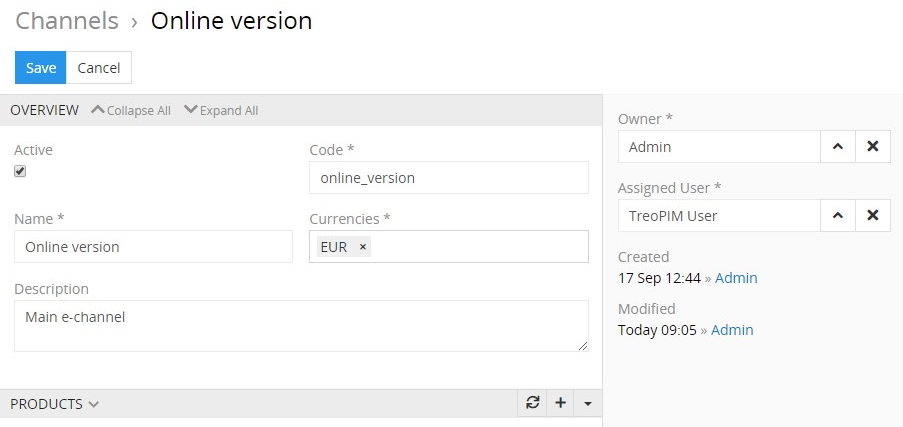 Channels › Online version
Save Cancel
OVERVIEW Collapse All Expand All
Active
Code *
online_version
Name *
Currencies *
Online version
EUR ×
Description
Main e-channel
PRODUCTS
Owner *
Admin
Assigned User *
TreoPIM User
Created
17 Sep 12:44 » Admin
Modified
Today 09:05 » Admin